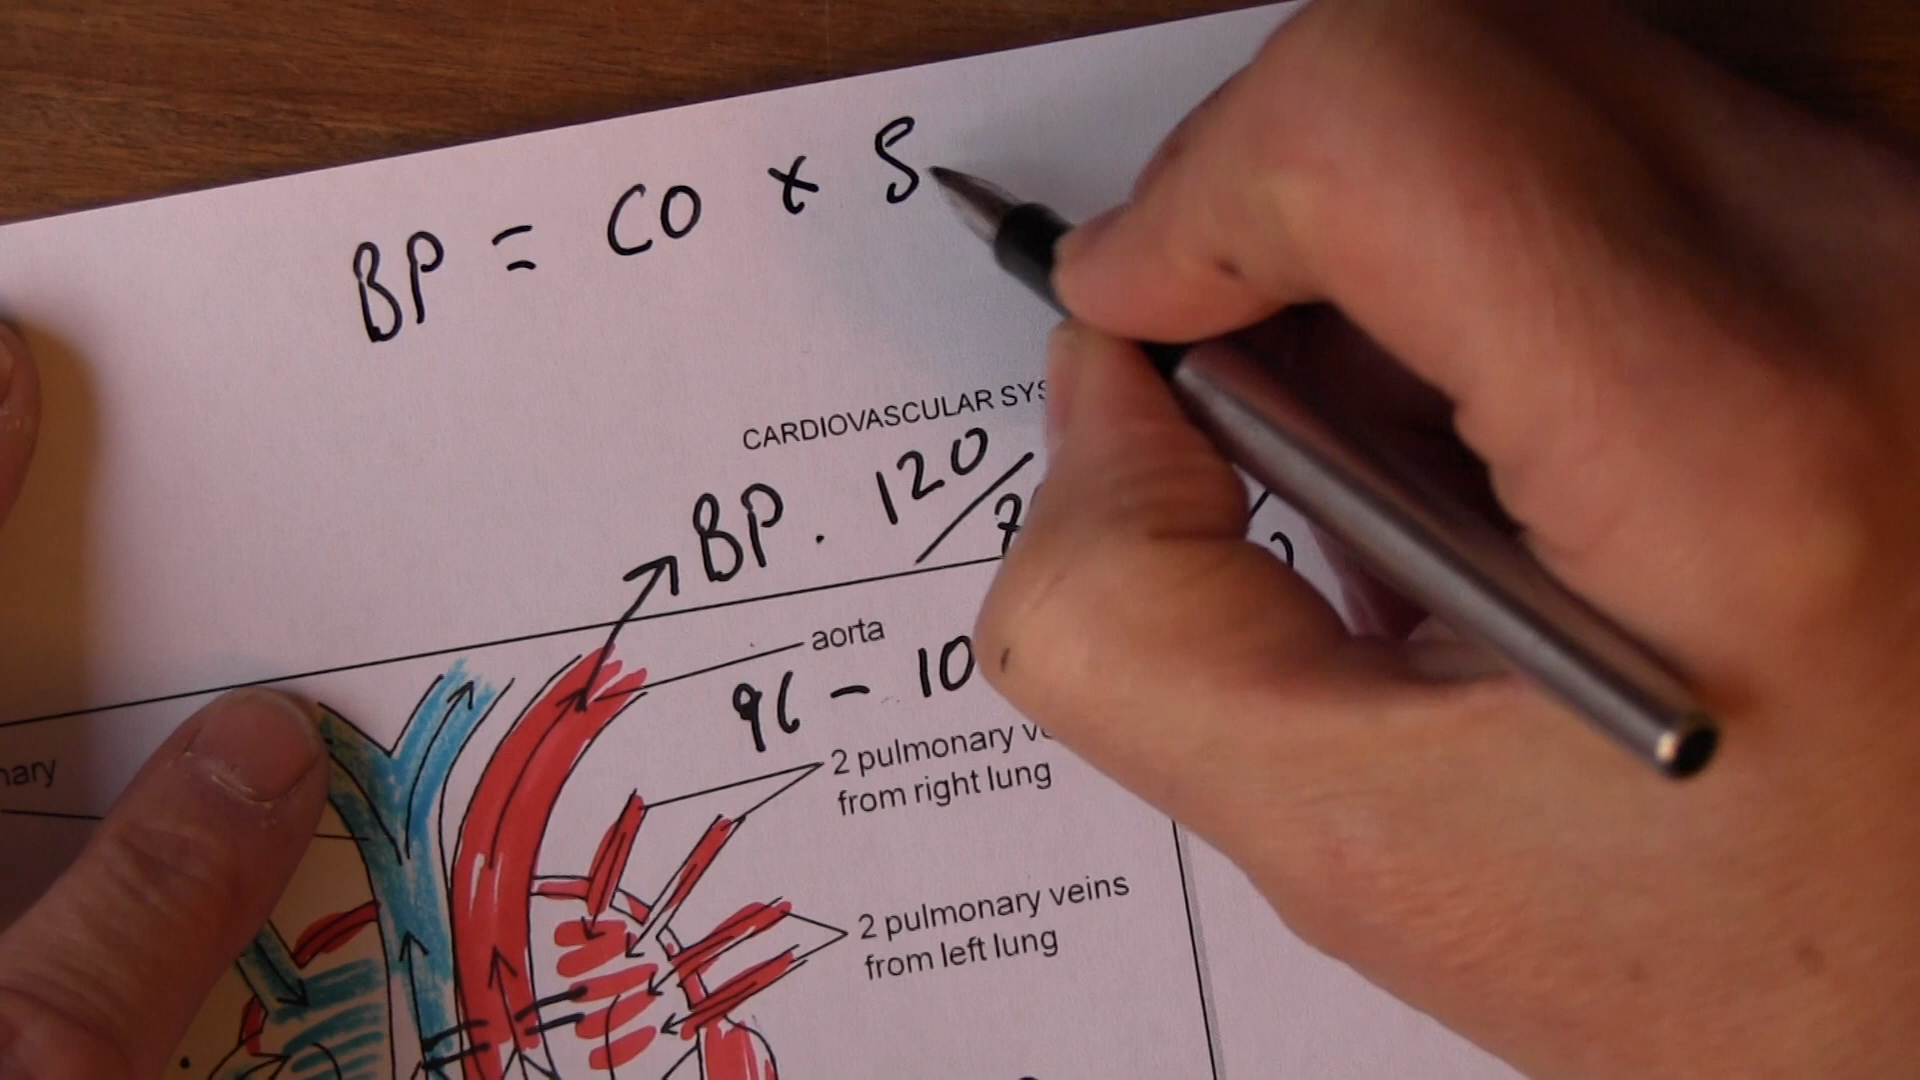 BP = CO x S
CARDIOVASCULAR SYS
BP. 120/7
aorta
96 - 10
2 pulmonary ve
from right lung
nary
2 pulmonary veins
from left lung